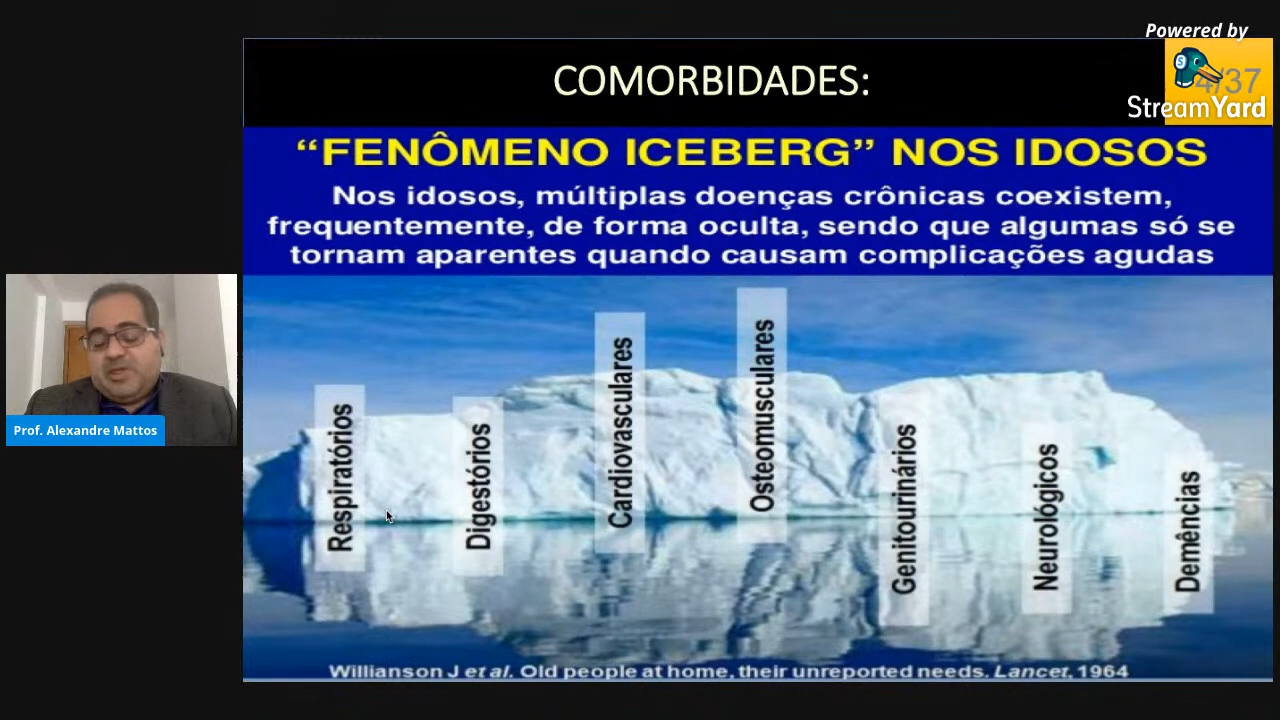 Powered by
4/37
StreamYard
COMORBIDADES:
“FENÔMENO ICEBERG” NOS IDOSOS
Nos idosos, múltiplas doenças crônicas coexistem,
frequentemente, de forma oculta, sendo que algumas só se
tornam aparentes quando causam complicações agudas
Respiratórios
Digestórios
Cardiovasculares
Osteomusculares
Genitourinários
Neurológicos
Demências
Willianson J et al. Old people at home, their unreported needs. Lancet, 1964
Prof. Alexandre Mattos